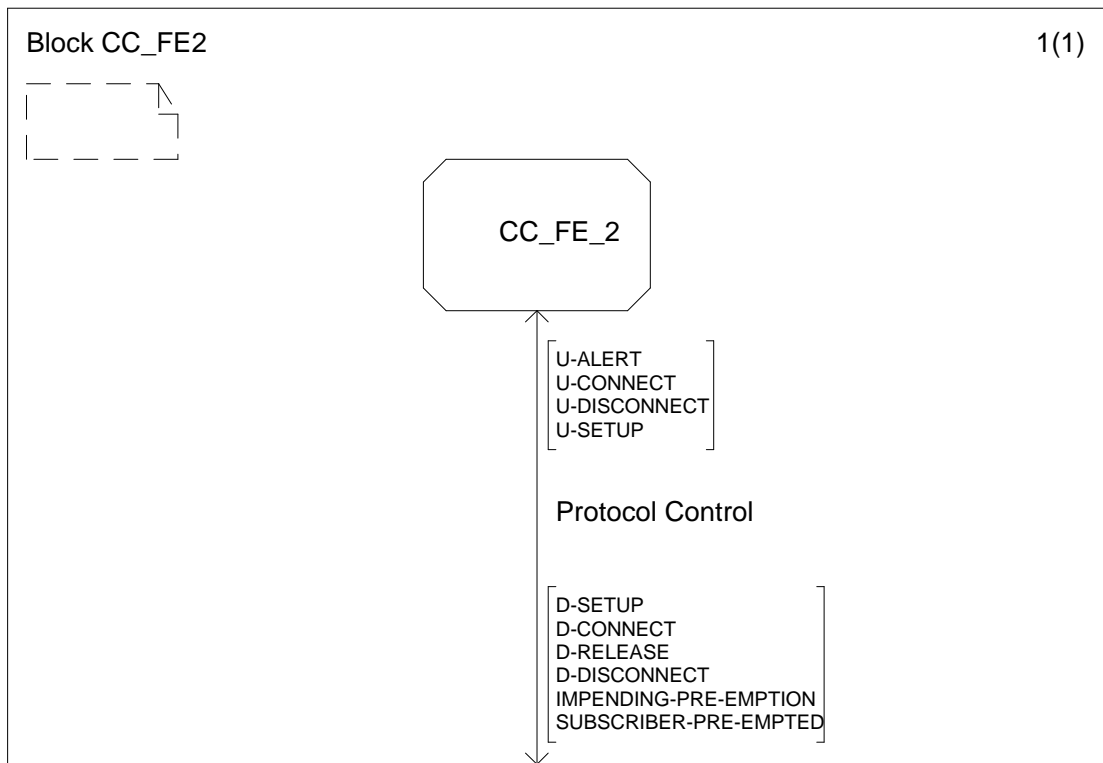 Block CC_FE2
1(1)
CC_FE_2
U-ALERT
U-CONNECT
U-DISCONNECT
U-SETUP
Protocol Control
D-SETUP
D-CONNECT
D-RELEASE
D-DISCONNECT
IMPENDING-PRE-EMPTION
SUBSCRIBER-PRE-EMPTED